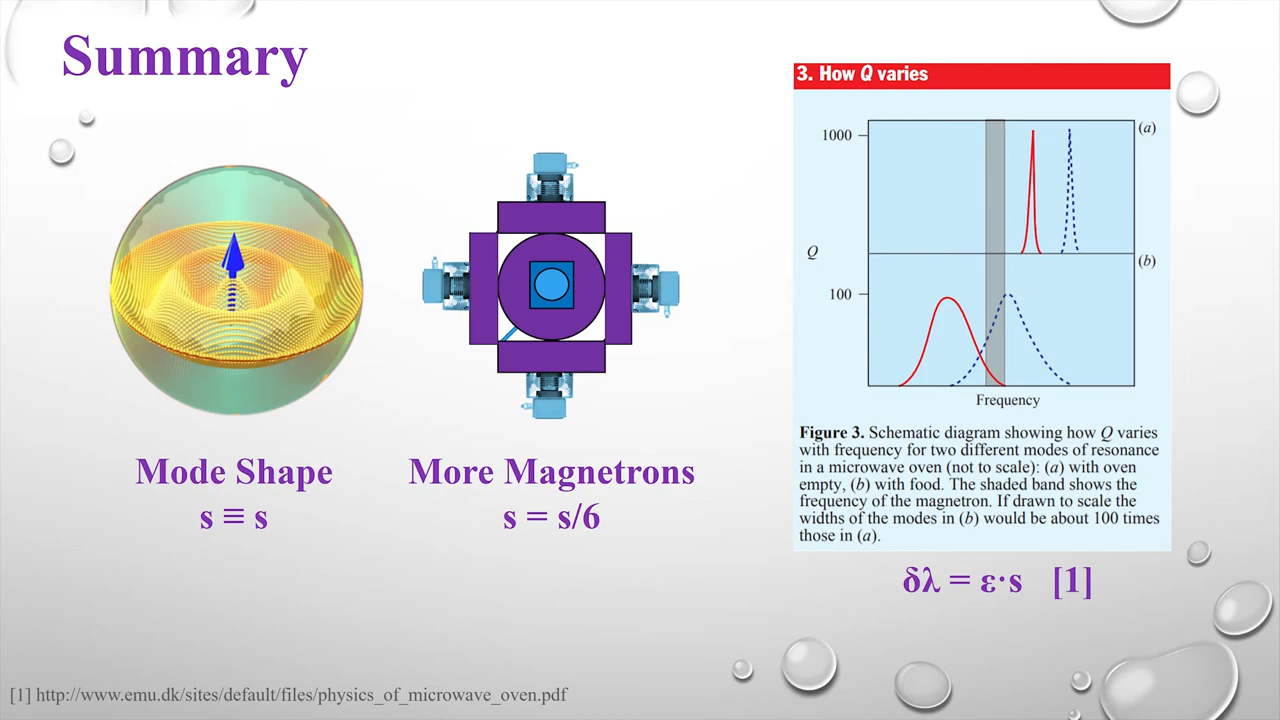 Summary
Mode Shape
s ≡ s
More Magnetrons
s = s/6
3. How Q varies
1000
(a)
Q
(b)
100
Frequency
Figure 3. Schematic diagram showing how Q varies
with frequency for two different modes of resonance
in a microwave oven (not to scale): (a) with oven
empty, (b) with food. The shaded band shows the
frequency of the magnetron. If drawn to scale the
widths of the modes in (b) would be about 100 times
those in (a).
δλ = ε·s [1]
[1] http://www.emu.dk/sites/default/files/physics_of_microwave_oven.pdf